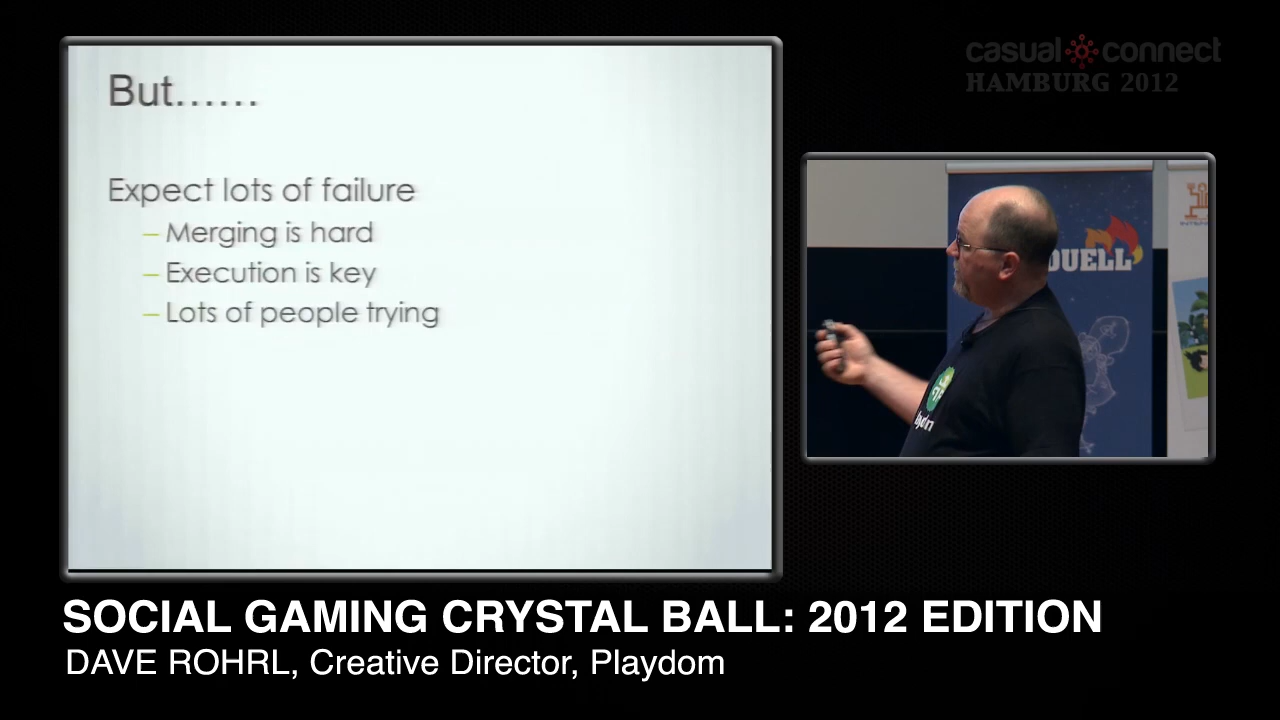 casual connect
HAMBURG 2012
But......
Expect lots of failure
– Merging is hard
– Execution is key
– Lots of people trying
DUELL
SOCIAL GAMING CRYSTAL BALL: 2012 EDITION
DAVE ROHRL, Creative Director, Playdom